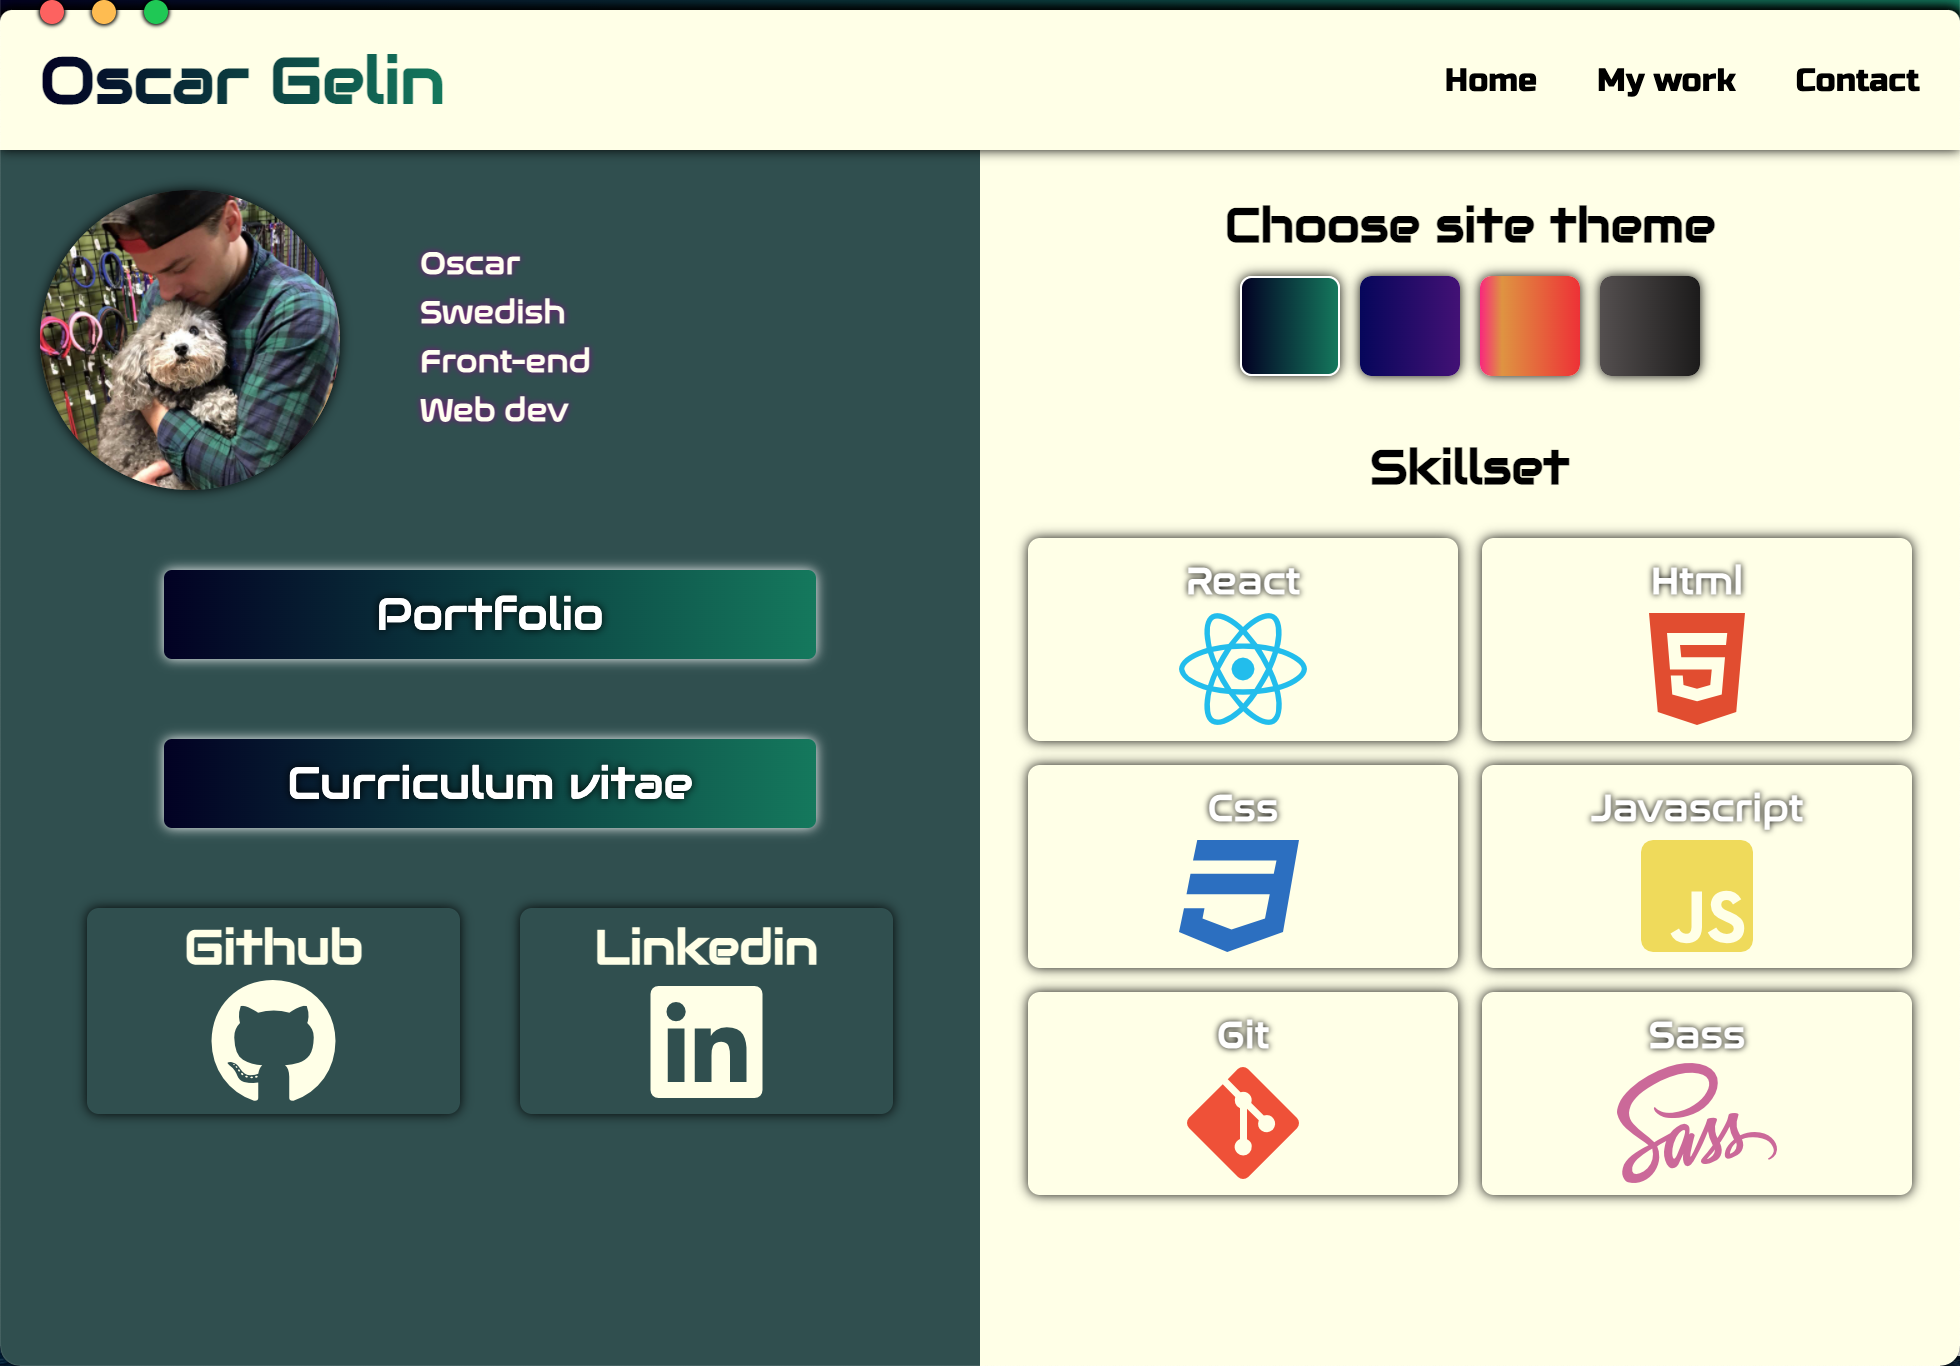 Oscar Gelin
Home
My work
Contact
Oscar
Swedish
Front-end
Web dev
Portfolio
Curriculum vitae
Github
Linkedin
in
Choose site theme
Skillset
React
Html
5
Css
Javascript
JS
Git
Sass
Sass